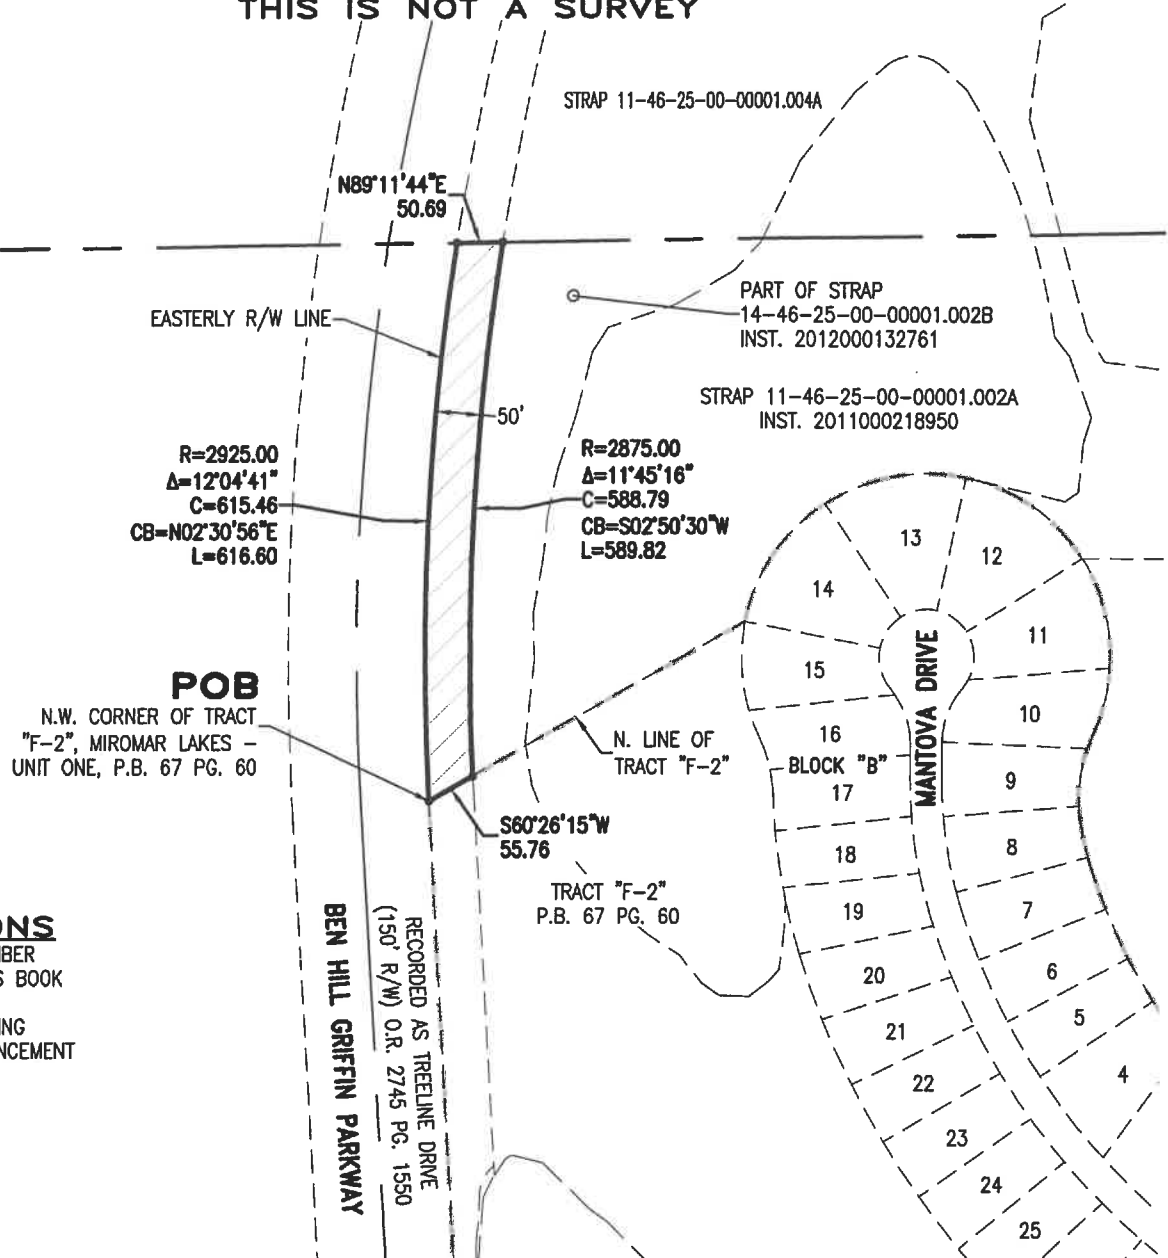 THIS IS NOT A SURVEY
STRAP 11-46-25-00-00001.004A
N89°11'44"E
50.69
EASTERLY R/W LINE
PART OF STRAP
14-46-25-00-00001.002B
INST. 2012000132761
STRAP 11-46-25-00-00001.002A
INST. 2011000218950
50'
R=2925.00
Δ=12°04'41"
C=615.46
CB=N02°30'56"E
L=616.60
R=2875.00
Δ=11°45'16"
C=588.79
CB=S02°50'30"W
L=589.82
POB
N.W. CORNER OF TRACT
"F-2", MIROMAR LAKES –
UNIT ONE, P.B. 67 PG. 60
N. LINE OF
TRACT "F-2"
S60°26'15"W
55.76
TRACT "F-2"
P.B. 67 PG. 60
13
12
14
11
15
10
16
BLOCK "B"
17
9
18
8
19
7
20
6
21
5
22
4
23
24
25
MANTOVA DRIVE
BEN HILL GRIFFIN PARKWAY
RECORDED AS TREELINE DRIVE
(150' R/W) O.R. 2745 PG. 1550
ONS
BER
S BOOK
NG
NCEMENT